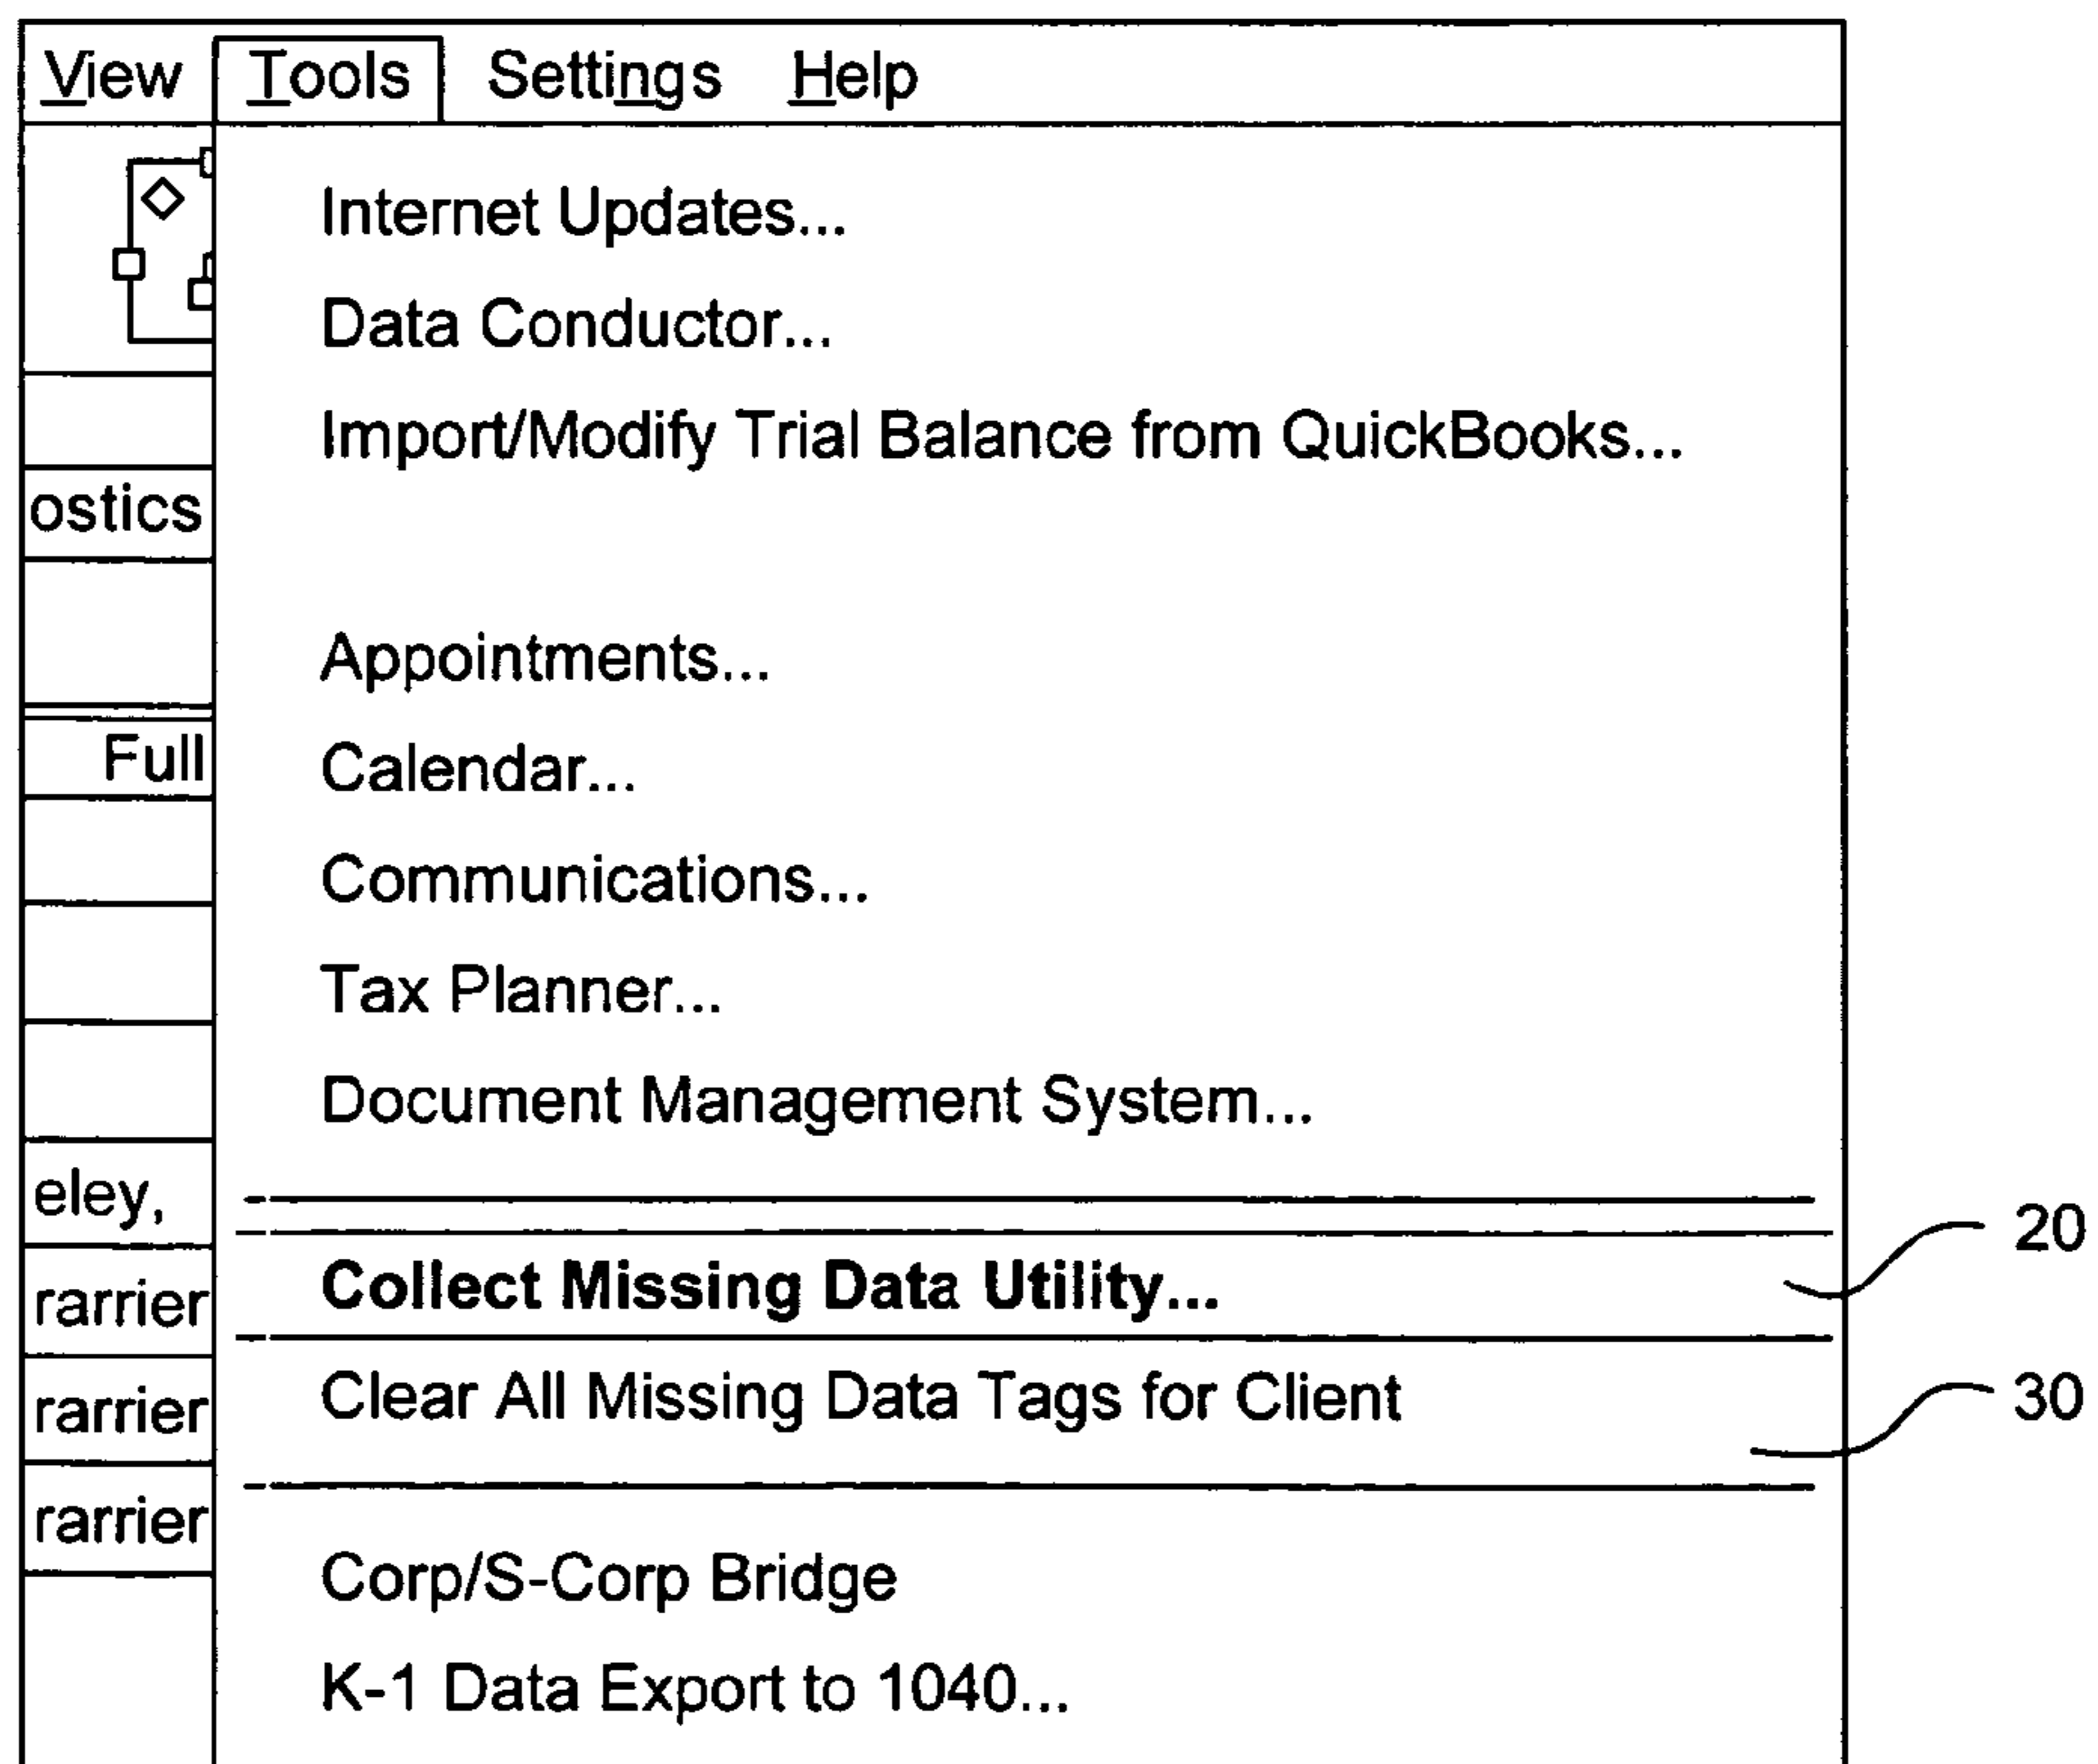 View Tools Settings Help
Internet Updates...
Data Conductor...
Import/Modify Trial Balance from QuickBooks...
ostics
Appointments...
Full
Calendar...
Communications...
Tax Planner...
Document Management System...
eley,
20
Collect Missing Data Utility...
rarrier
Clear All Missing Data Tags for Client
30
rarrier
rarrier
Corp/S-Corp Bridge
K-1 Data Export to 1040...